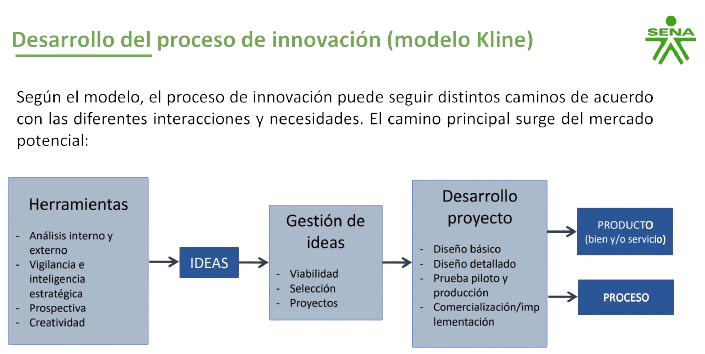 Desarrollo del proceso de innovación (modelo Kline)
SENA
Según el modelo, el proceso de innovación puede seguir distintos caminos de acuerdo
con las diferentes interacciones y necesidades. El camino principal surge del mercado
potencial:
Herramientas
- Análisis interno y
externo
- Vigilancia e
inteligencia
estratégica
- Prospectiva
- Creatividad
IDEAS
Gestión de
ideas
- Viabilidad
- Selección
- Proyectos
Desarrollo
proyecto
- Diseño básico
- Diseño detallado
- Prueba piloto y
producción
- Comercialización/imp
lementación
PRODUCTO
(bien y/o servicio)
PROCESO